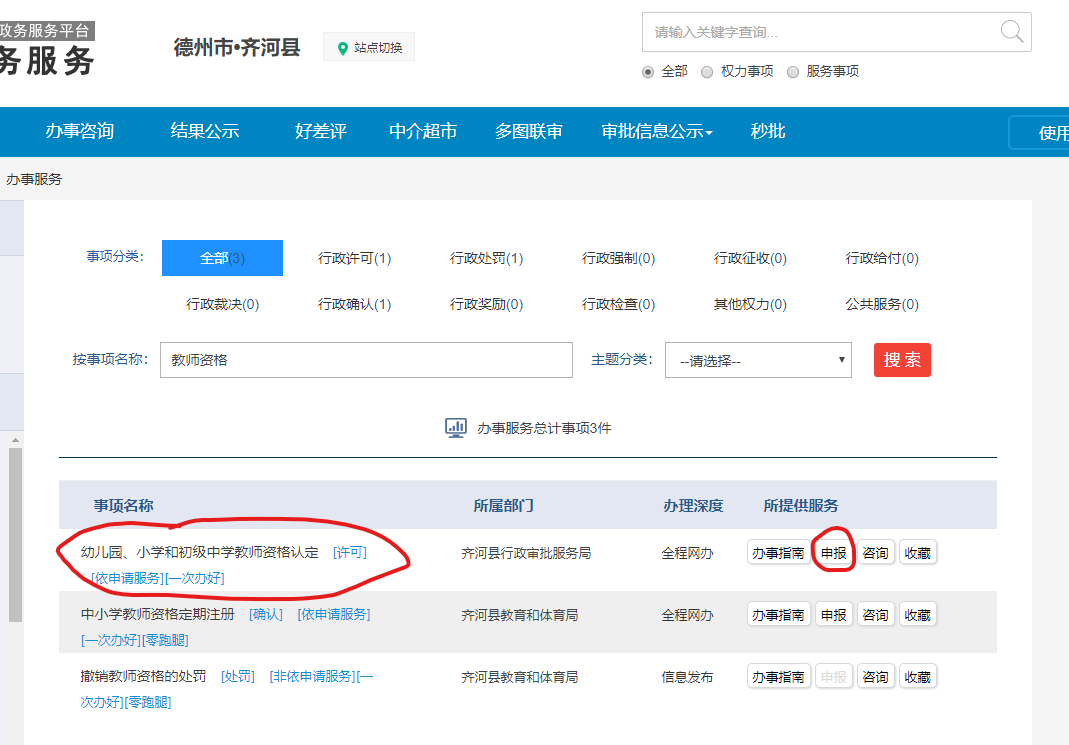 政务服务平台
务服务
德州市•齐河县
站点切换
请输入关键字查询...
全部 权力事项 服务事项
办事咨询 结果公示 好差评 中介超市 多图联审 审批信息公示 秒批 使用
办事服务
事项分类: 全部(3) 行政许可(1) 行政处罚(1) 行政强制(0) 行政征收(0) 行政给付(0)
行政裁决(0) 行政确认(1) 行政奖励(0) 行政检查(0) 其他权力(0) 公共服务(0)
按事项名称: 教师资格 主题分类: --请选择-- 搜 索
办事服务总计事项3件
事项名称 所属部门 办理深度 所提供服务
幼儿园、小学和初级中学教师资格认定 [许可] 齐河县行政审批服务局 全程网办 办事指南 申报 咨询 收藏
[依申请服务][一次办好]
中小学教师资格定期注册 [确认] [依申请服务] 齐河县教育和体育局 全程网办 办事指南 申报 咨询 收藏
[一次办好][零跑腿]
撤销教师资格的处罚 [处罚] [非依申请服务][一 齐河县教育和体育局 信息发布 办事指南 申报 咨询 收藏
次办好][零跑腿]